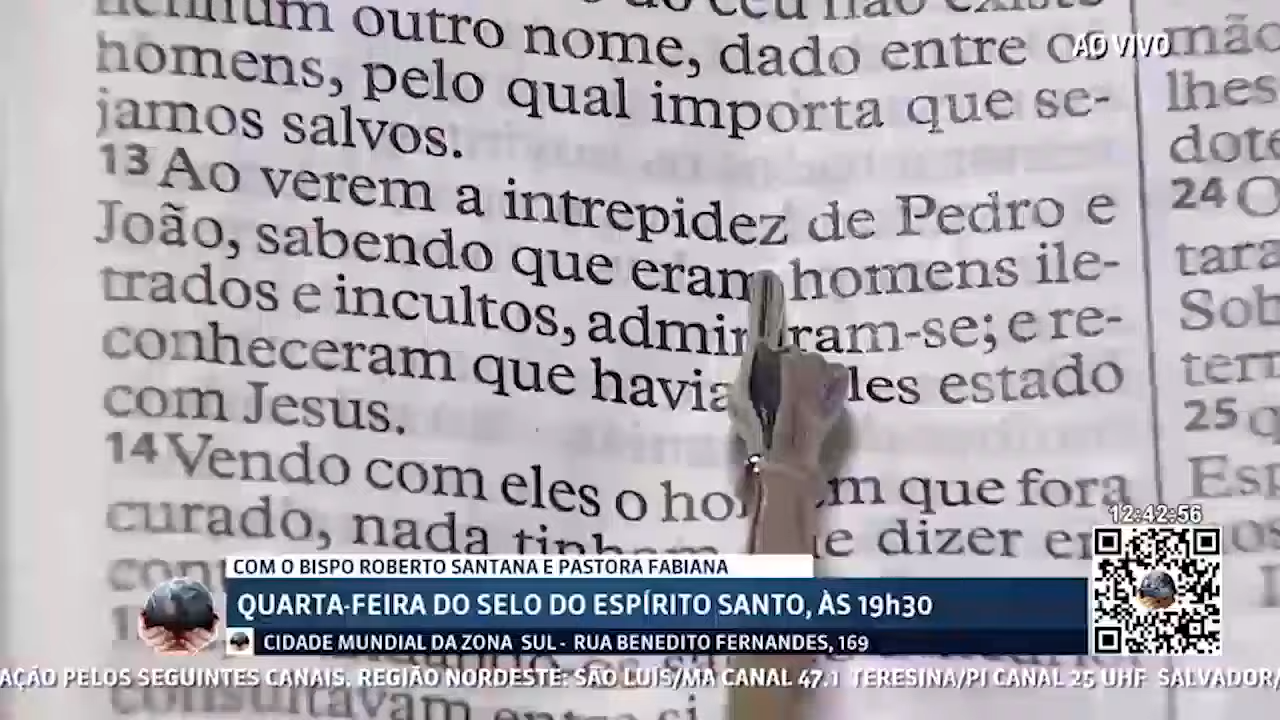 nenhum outro nome, dado entre os
homens, pelo qual importa que se-
jamos salvos.
13 Ao verem a intrepidez de Pedro e
João, sabendo que eram homens ile-
trados e incultos, admiraram-se; e re-
conheceram que haviam eles estado
com Jesus.
14 Vendo com eles o homem que fora
curado, nada tinham que dizer em
consultavam entre si
mão
lhes
24 O
tara
25 q
AO VIVO
12:42:56
COM O BISPO ROBERTO SANTANA E PASTORA FABIANA
QUARTA-FEIRA DO SELO DO ESPÍRITO SANTO, ÀS 19h30
CIDADE MUNDIAL DA ZONA SUL - RUA BENEDITO FERNANDES, 169
AÇÃO PELOS SEGUINTES CANAIS. REGIÃO NORDESTE: SÃO LUÍS/MA CANAL 47.1 TERESINA/PI CANAL 25 UHF SALVADOR/